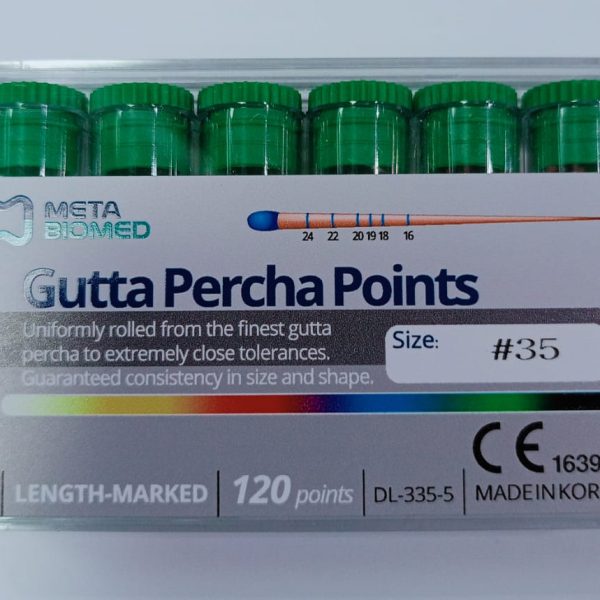 META
BIOMED
24 22 20 19 18 16
Gutta Percha Points
Uniformly rolled from the finest gutta
percha to extremely close tolerances.
Guaranteed consistency in size and shape.
Size: #35
CE 1639
LENGTH-MARKED 120 points DL-335-5 MADE IN KOR